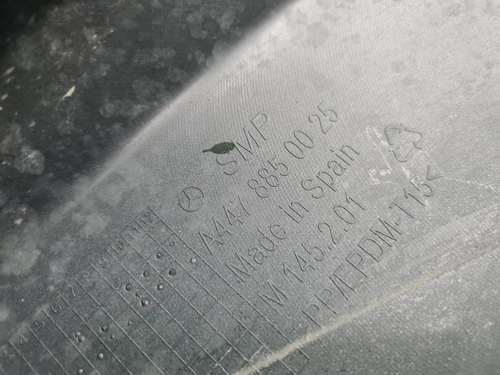 SMP
A447 885 00 25
Made in Spain
M 145.2.01
>PP/EPDM-T15<